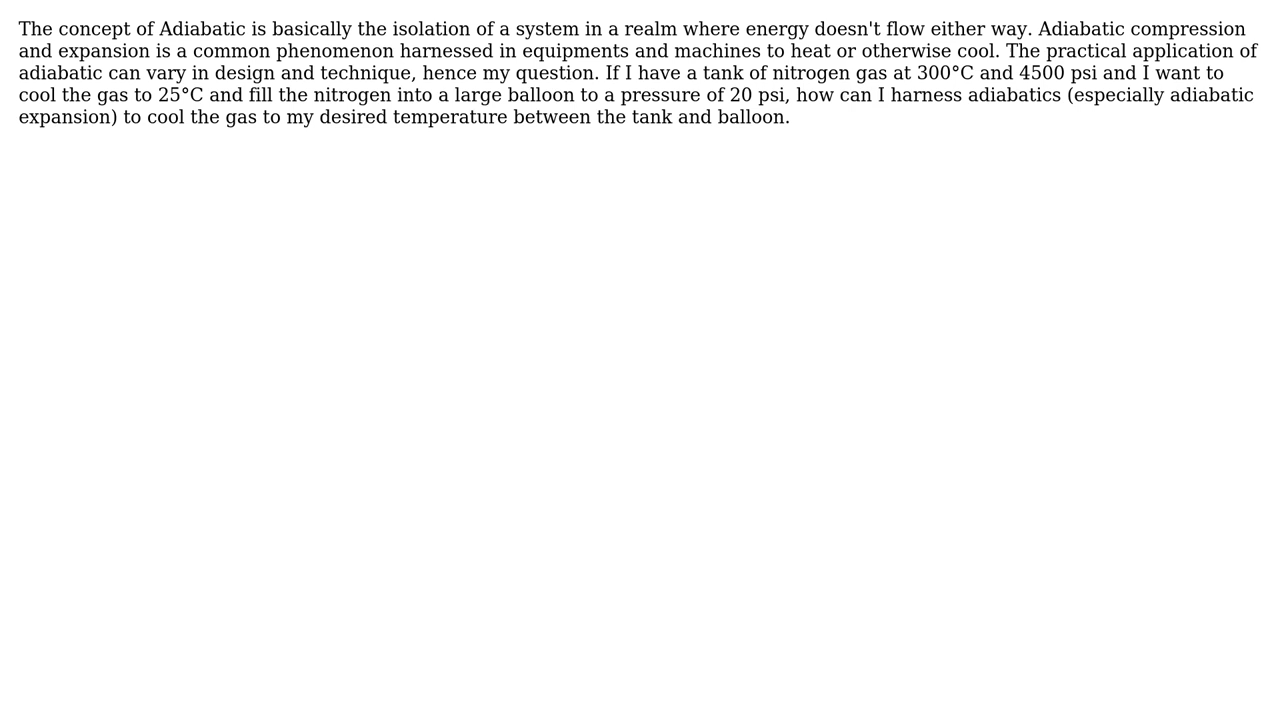 The concept of Adiabatic is basically the isolation of a system in a realm where energy doesn't flow either way. Adiabatic compression
and expansion is a common phenomenon harnessed in equipments and machines to heat or otherwise cool. The practical application of
adiabatic can vary in design and technique, hence my question. If I have a tank of nitrogen gas at 300°C and 4500 psi and I want to
cool the gas to 25°C and fill the nitrogen into a large balloon to a pressure of 20 psi, how can I harness adiabatics (especially adiabatic
expansion) to cool the gas to my desired temperature between the tank and balloon.